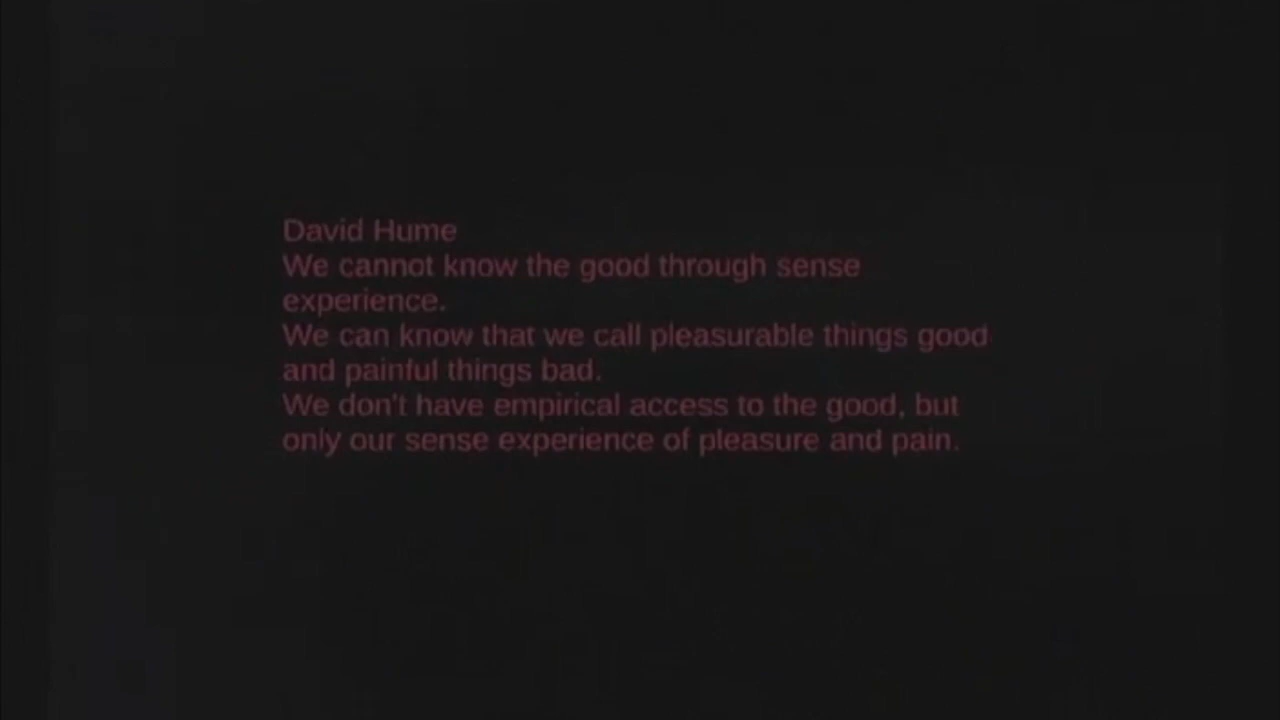 David Hume
We cannot know the good through sense
experience.
We can know that we call pleasurable things good
and painful things bad.
We don't have empirical access to the good, but
only our sense experience of pleasure and pain.